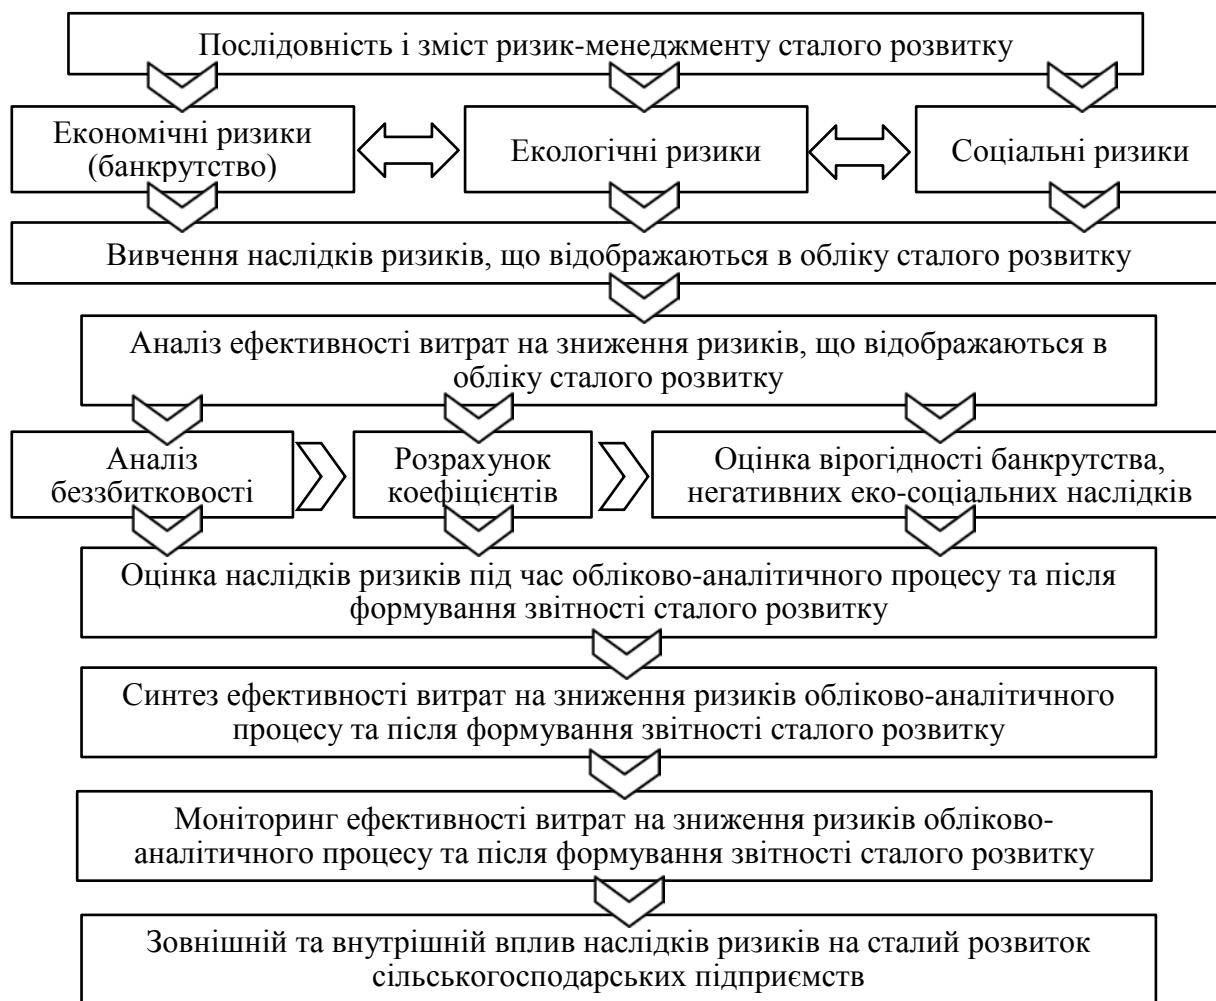 Послідовність і зміст ризик-менеджменту сталого розвитку
Економічні ризики
(банкрутство)
Екологічні ризики
Соціальні ризики
Вивчення наслідків ризиків, що відображаються в обліку сталого розвитку
Аналіз ефективності витрат на зниження ризиків, що відображаються в
обліку сталого розвитку
Аналіз
беззбитковості
Розрахунок
коефіцієнтів
Оцінка вірогідності банкрутства,
негативних еко-соціальних наслідків
Оцінка наслідків ризиків під час обліково-аналітичного процесу та після
формування звітності сталого розвитку
Синтез ефективності витрат на зниження ризиків обліково-аналітичного
процесу та після формування звітності сталого розвитку
Моніторинг ефективності витрат на зниження ризиків обліково-
аналітичного процесу та після формування звітності сталого розвитку
Зовнішній та внутрішній вплив наслідків ризиків на сталий розвиток
сільськогосподарських підприємств